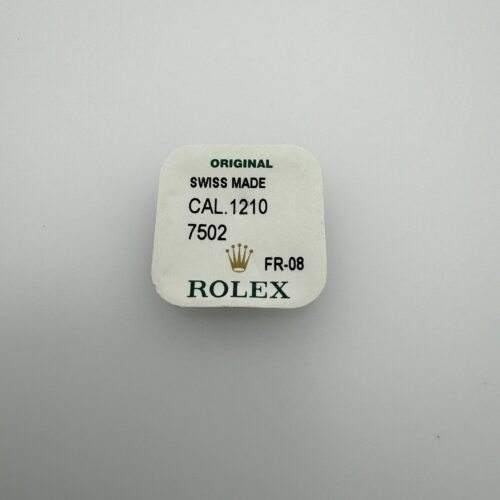 ORIGINAL
SWISS MADE
CAL.1210
7502
FR-08
ROLEX